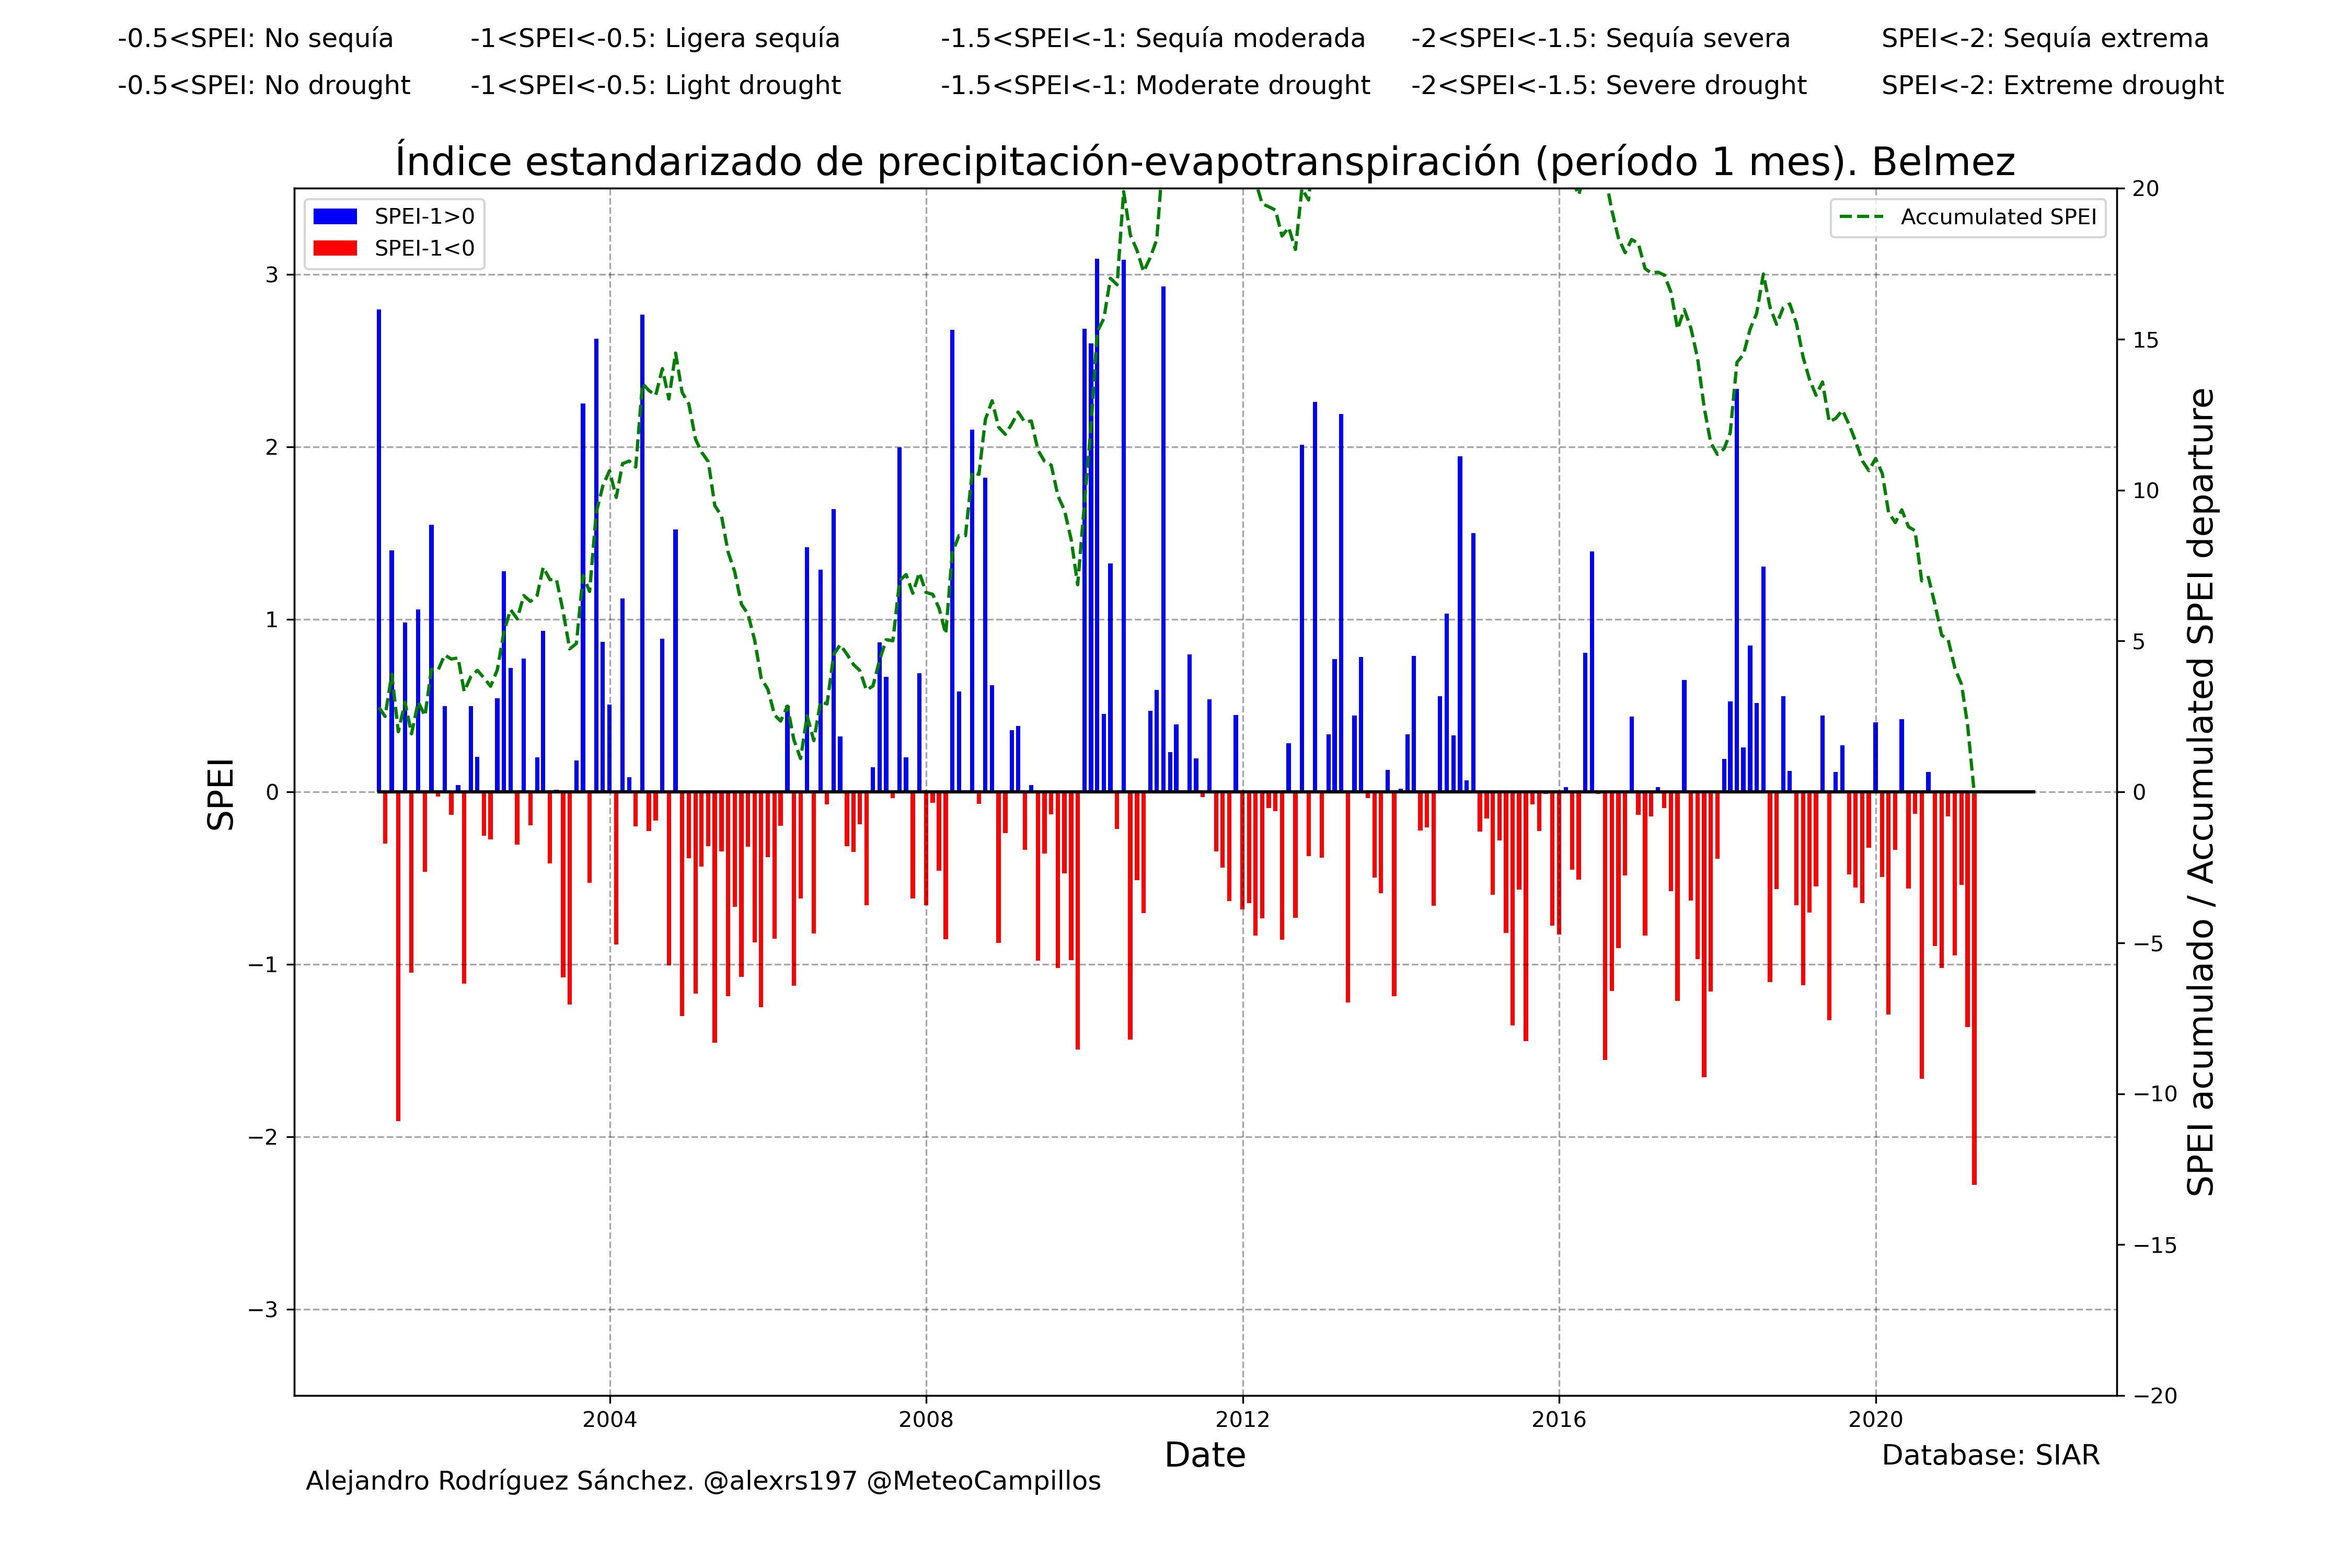 -0.5<SPEI: No sequía -1<SPEI<-0.5: Ligera sequía -1.5<SPEI<-1: Sequía moderada -2<SPEI<-1.5: Sequía severa SPEI<-2: Sequía extrema
-0.5<SPEI: No drought -1<SPEI<-0.5: Light drought -1.5<SPEI<-1: Moderate drought -2<SPEI<-1.5: Severe drought SPEI<-2: Extreme drought
Índice estandarizado de precipitación-evapotranspiración (período 1 mes). Belmez
SPEI-1>0
SPEI-1<0
Accumulated SPEI
SPEI
3
2
1
0
−1
−2
−3
20
15
10
5
0
−5
−10
−15
−20
SPEI acumulado / Accumulated SPEI departure
2004 2008 2012 2016 2020
Date
Database: SIAR
Alejandro Rodríguez Sánchez. @alexrs197 @MeteoCampillos